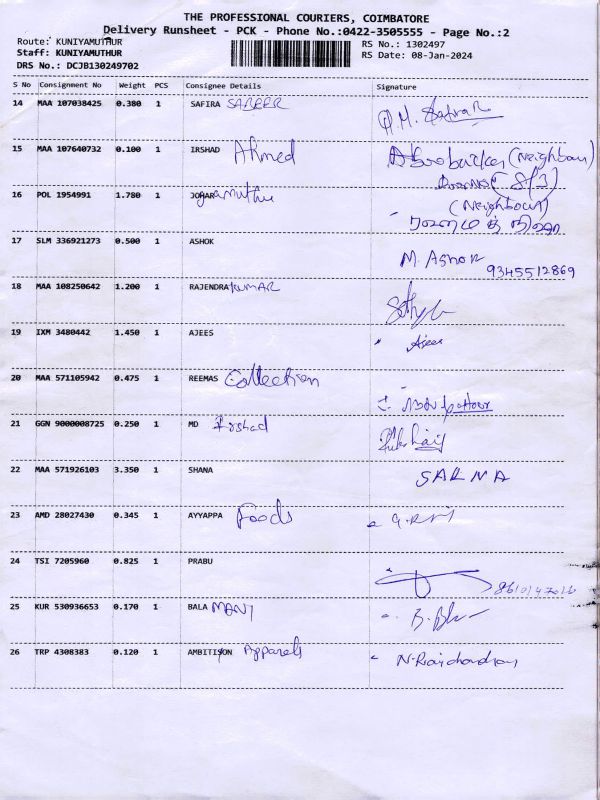 THE PROFESSIONAL COURIERS, COIMBATORE
Delivery Runsheet - PCK - Phone No.:0422-3505555 - Page No.:2
Route: KUNIYAMUTHUR
Staff: KUNIYAMUTHUR
DRS No.: DCJB130249702
RS No.: 1302497
RS Date: 08-Jan-2024
S No Consignment No Weight PCS Consignee Details Signature
14 MAA 107038425 0.380 1 SAFIRA SABEER
15 MAA 107640732 0.100 1 IRSHAD Ahmed (Neighbour)
16 POL 1954991 1.780 1 (Neighbour)
17 SLM 336921273 0.500 1 ASHOK M. Ashok
9345512869
18 MAA 108250642 1.200 1 RAJENDRA KUMAR
19 IXM 3480442 1.450 1 AJEES Ajees
20 MAA 571105942 0.475 1 REEMAS Collection
21 GGN 9000008725 0.250 1 MD Irshad
22 MAA 571926103 3.350 1 SHANA SARNA
23 AMD 28027430 0.345 1 AYYAPPA Foods
24 TSI 7205960 0.825 1 PRABU
25 KUR 530936653 0.170 1 BALA MANI
26 TRP 4308383 0.120 1 AMBITION Apparels